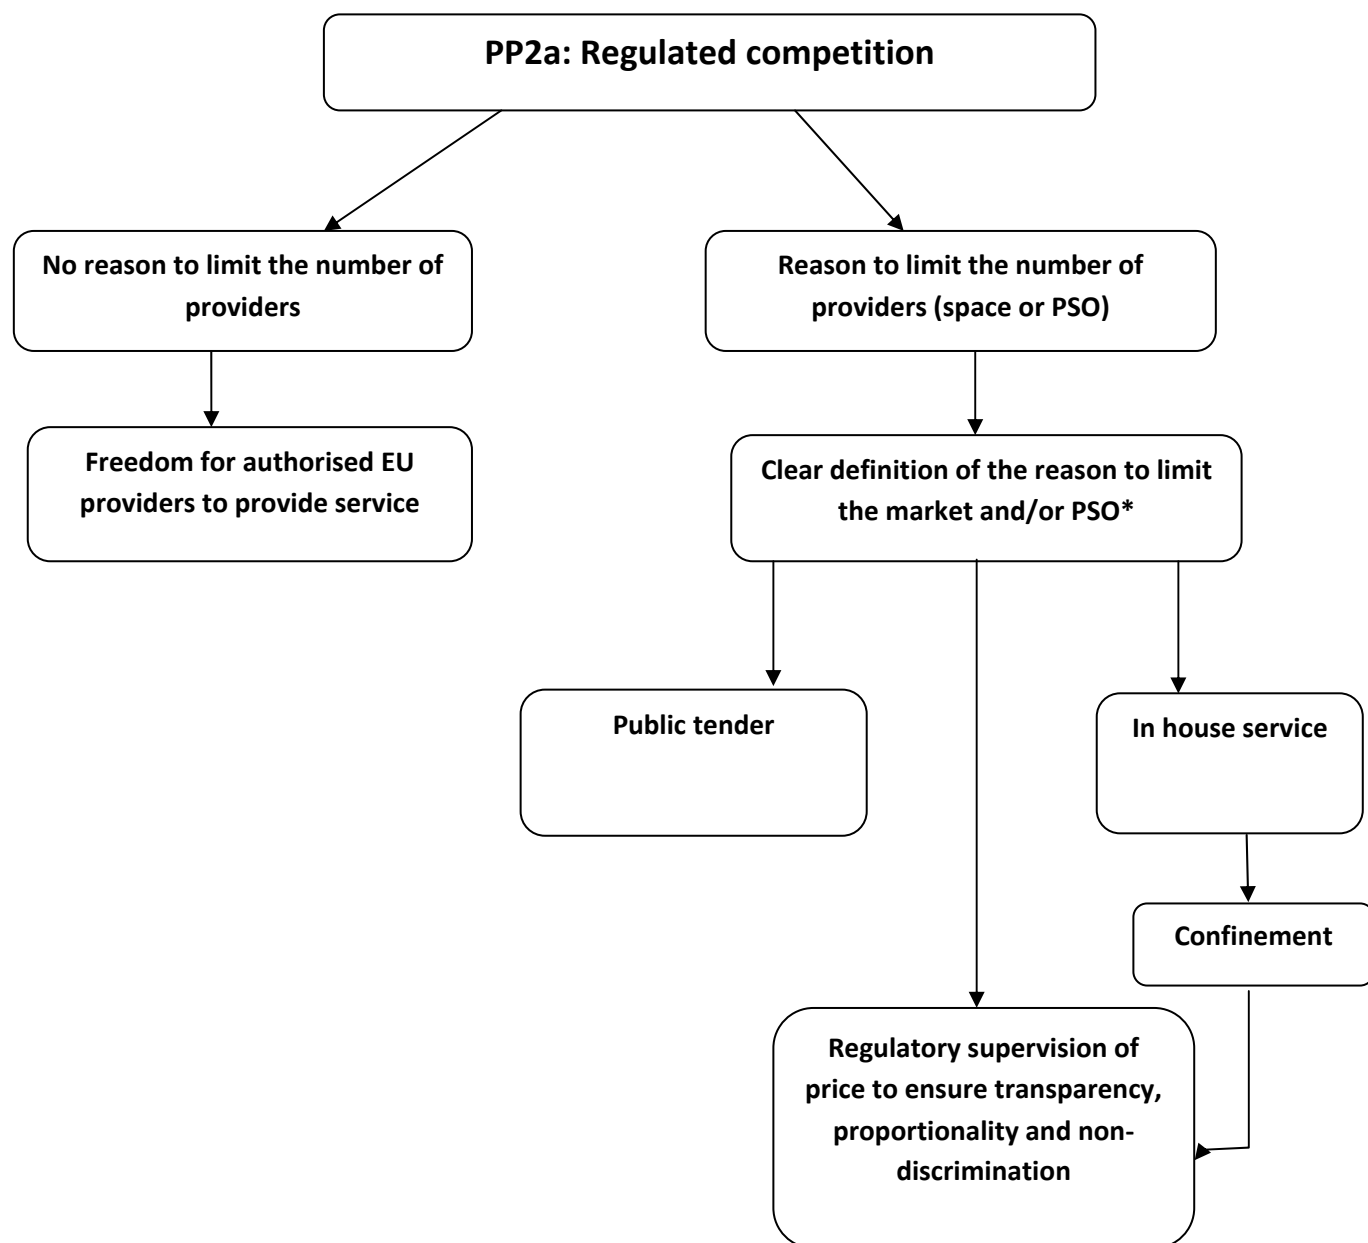 PP2a: Regulated competition
No reason to limit the number of
providers
Reason to limit the number of
providers (space or PSO)
Freedom for authorised EU
providers to provide service
Clear definition of the reason to limit
the market and/or PSO*
Public tender
In house service
Confinement
Regulatory supervision of
price to ensure transparency,
proportionality and non-
discrimination